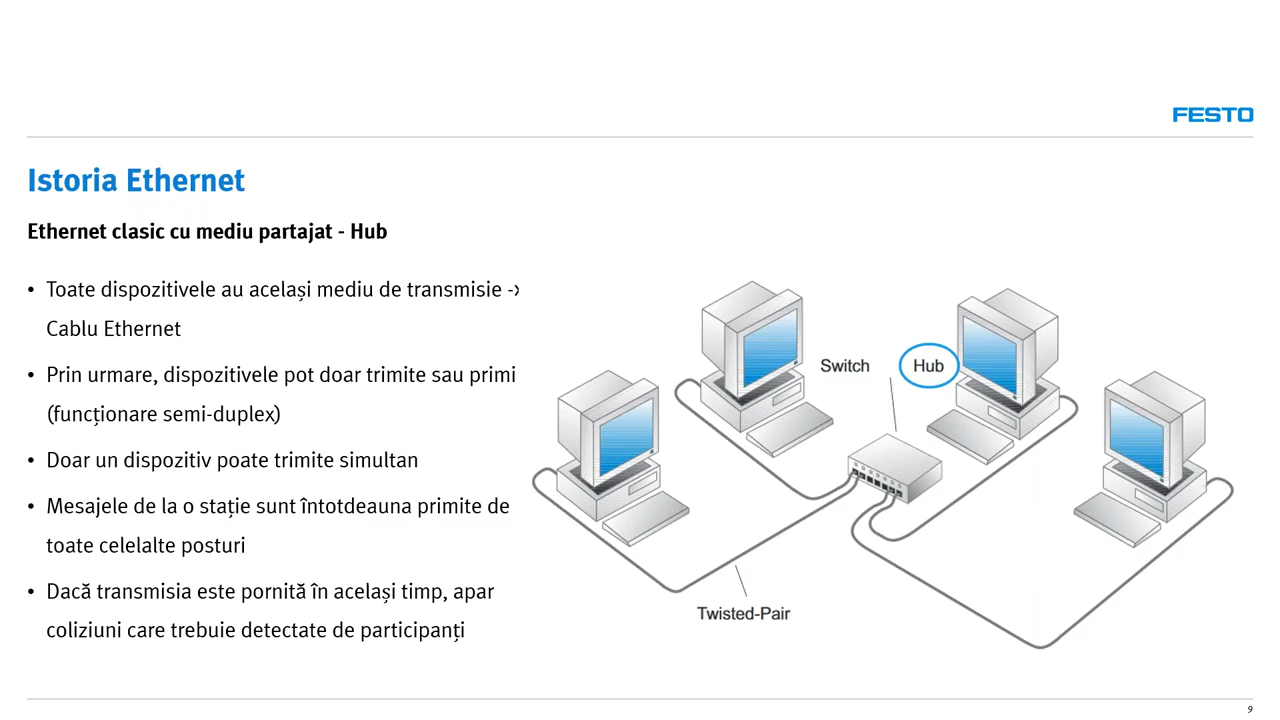 FESTO
Istoria Ethernet
Ethernet clasic cu mediu partajat - Hub
• Toate dispozitivele au același mediu de transmisie ->
Cablu Ethernet
• Prin urmare, dispozitivele pot doar trimite sau primi
(funcționare semi-duplex)
• Doar un dispozitiv poate trimite simultan
• Mesajele de la o stație sunt întotdeauna primite de
toate celelalte posturi
• Dacă transmisia este pornită în același timp, apar
coliziuni care trebuie detectate de participanți
Switch
Hub
Twisted-Pair
9